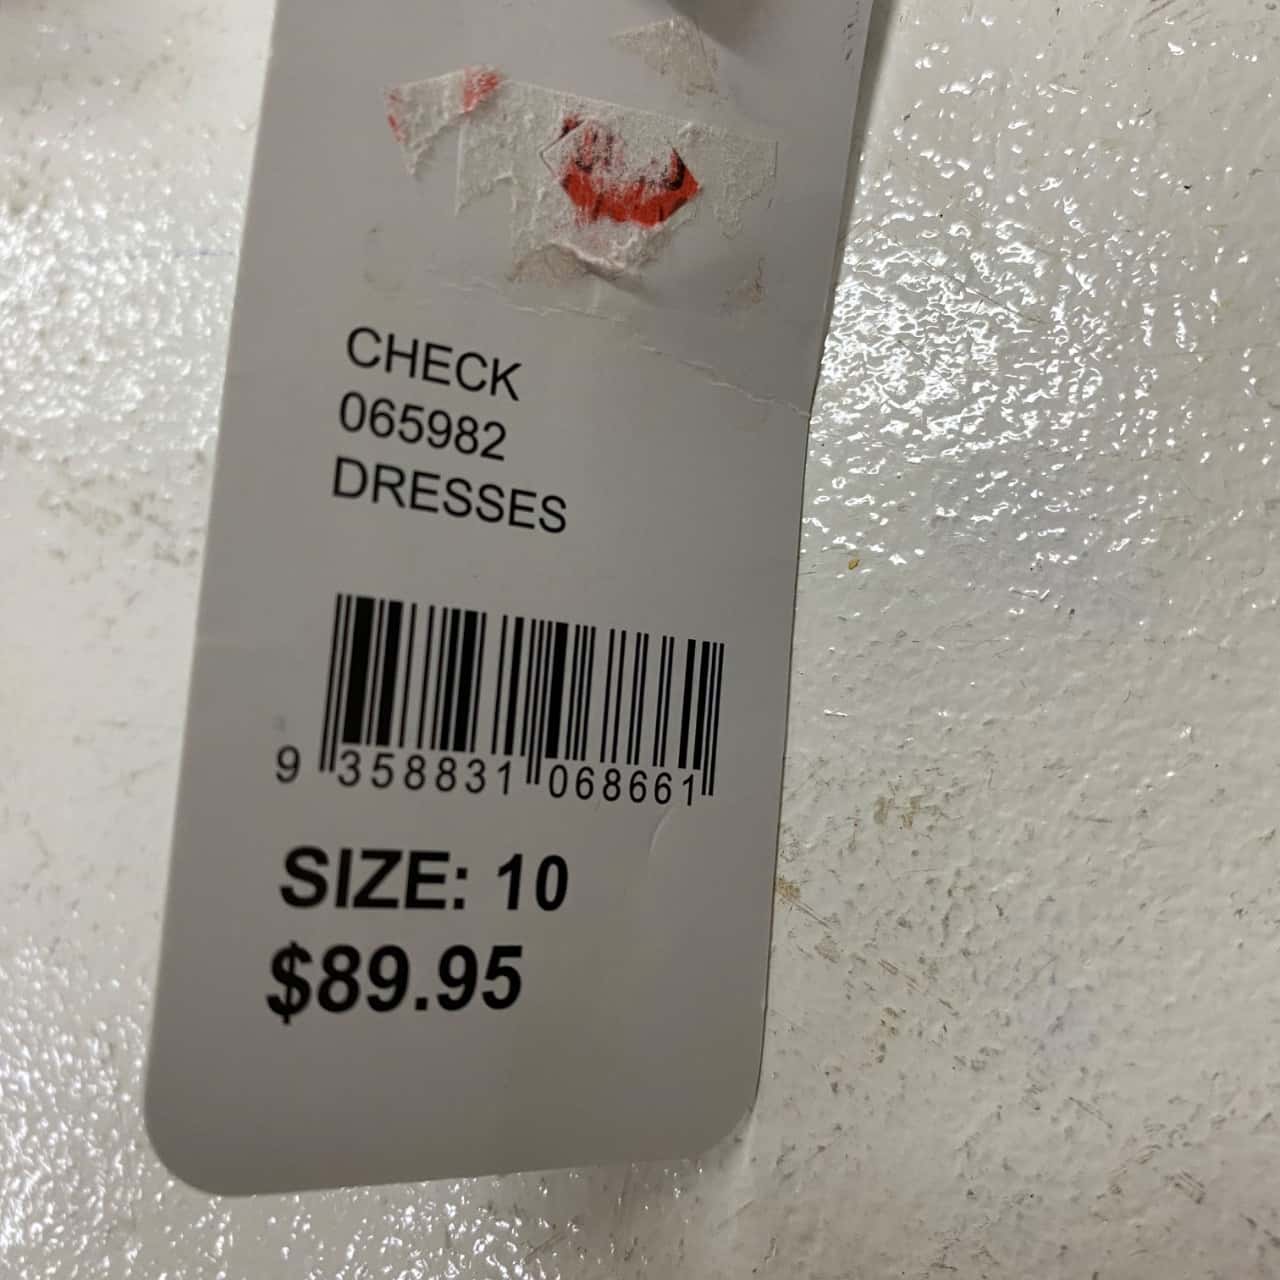 CHECK
065982
DRESSES
9 358831 068661
SIZE: 10
$89.95